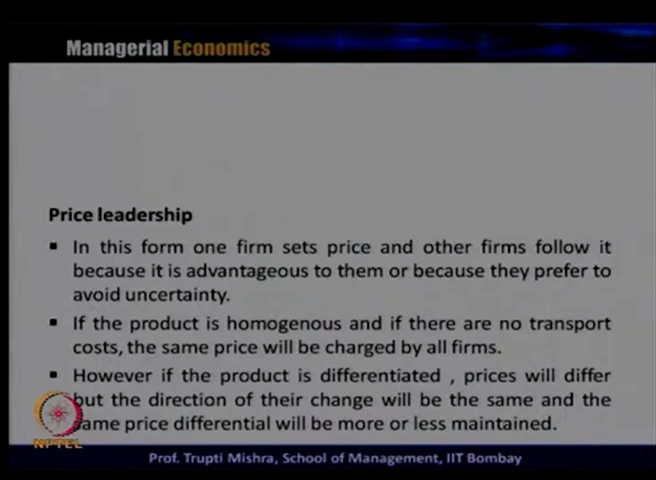 Managerial Economics
Price leadership
▪ In this form one firm sets price and other firms follow it
because it is advantageous to them or because they prefer to
avoid uncertainty.
▪ If the product is homogenous and if there are no transport
costs, the same price will be charged by all firms.
▪ However if the product is differentiated , prices will differ
but the direction of their change will be the same and the
same price differential will be more or less maintained.
NPTEL
Prof. Trupti Mishra, School of Management, IIT Bombay